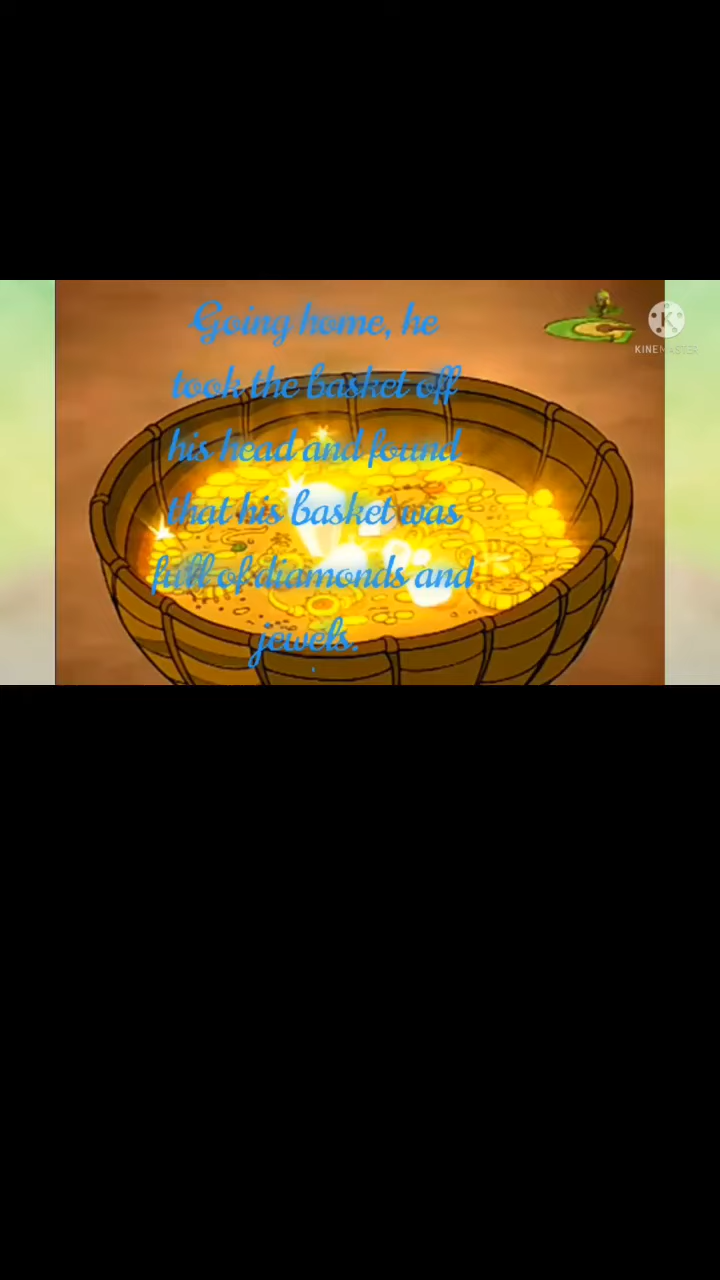 Going home, he
took the basket off
his head and found
that his basket was
full of diamonds and
jewels.
KINEMASTER